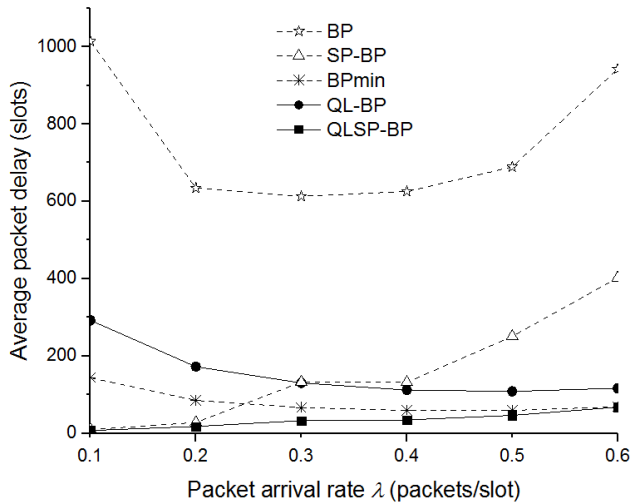 BP
SP-BP
BPmin
QL-BP
QLSP-BP
1000
800
600
400
200
0
0.1
0.2
0.3
0.4
0.5
0.6
Average packet delay (slots)
Packet arrival rate λ (packets/slot)